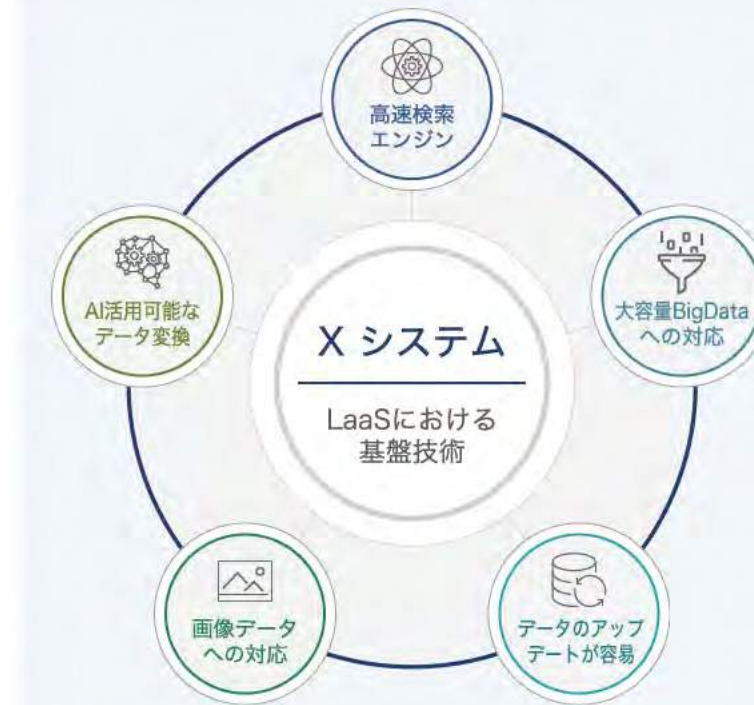 高速検索
エンジン
AI活用可能な
データ変換
大容量BigData
への対応
X システム
LaaSにおける
基盤技術
画像データ
への対応
データのアップ
デートが容易